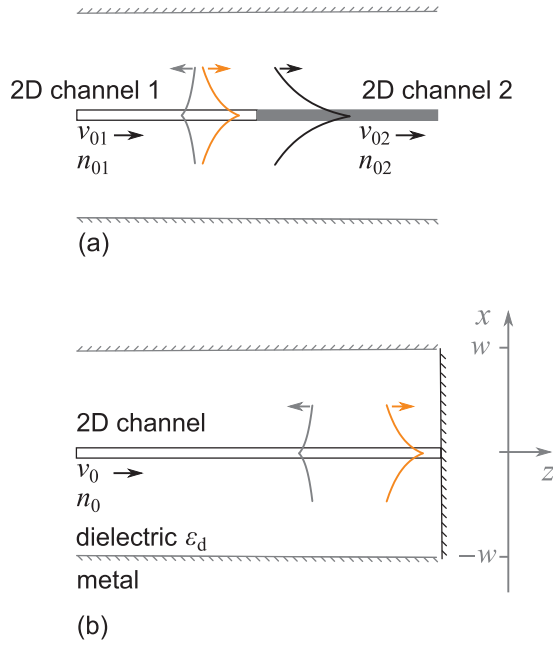 2D channel 1
2D channel 2
v₀₁
v₀₂
n₀₁
n₀₂
(a)
x
w
2D channel
v₀
z
n₀
dielectric εd
−w
metal
(b)